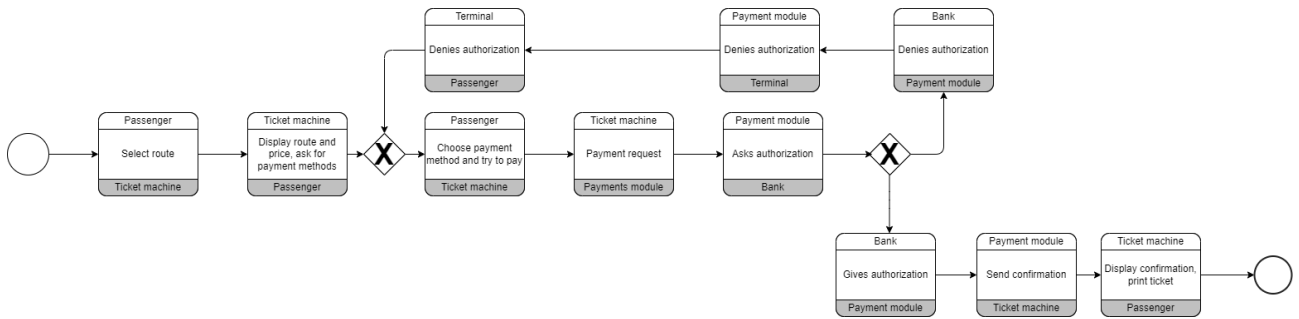 Terminal
Denies authorization
Passenger
Payment module
Denies authorization
Terminal
Bank
Denies authorization
Payment module
Passenger
Select route
Ticket machine
Ticket machine
Display route and
price, ask for
payment methods
Passenger
X
Passenger
Choose payment
method and try to pay
Ticket machine
Ticket machine
Payment request
Payments module
Payment module
Asks authorization
Bank
X
Bank
Gives authorization
Payment module
Payment module
Send confirmation
Ticket machine
Ticket machine
Display confirmation,
print ticket
Passenger